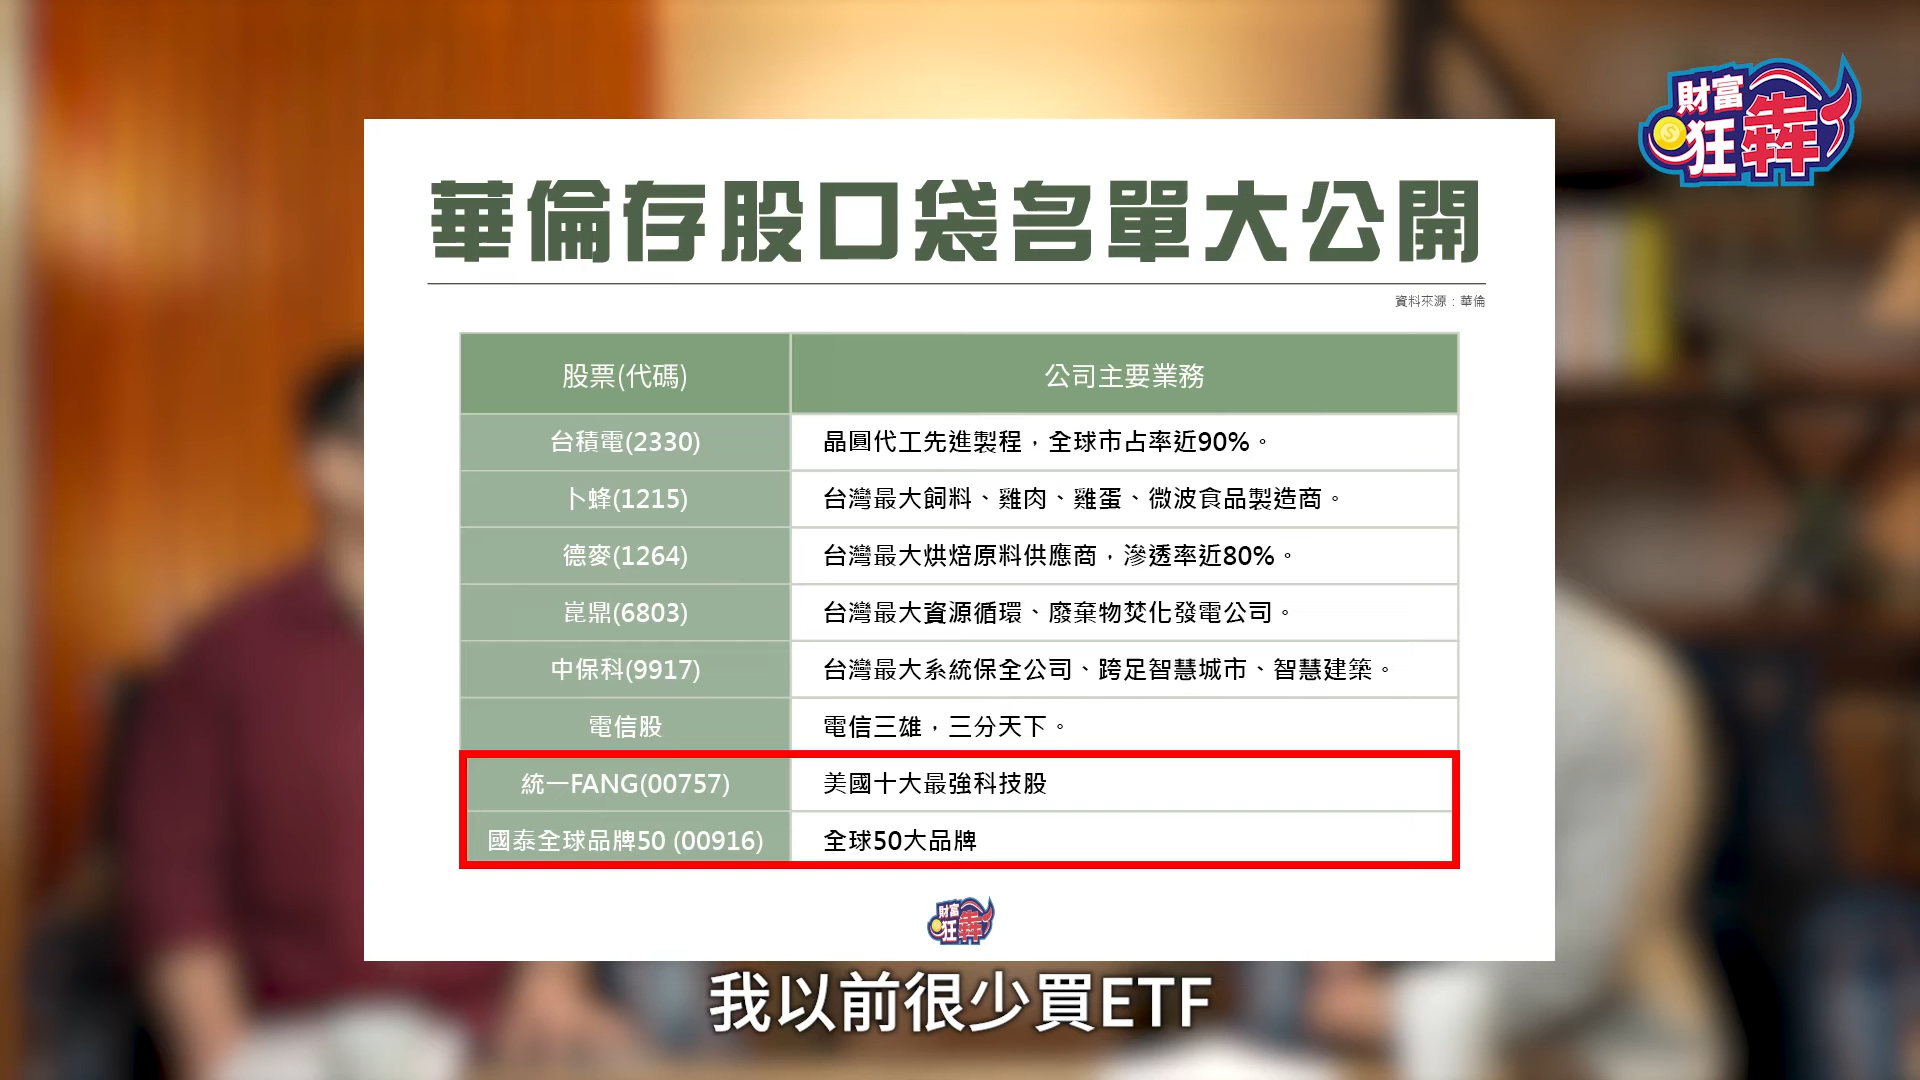 財富
狂犇
華倫存股口袋名單大公開
資料來源：華倫
股票(代碼) 公司主要業務
台積電(2330) 晶圓代工先進製程，全球市占率近90%。
卜蜂(1215) 台灣最大飼料、雞肉、雞蛋、微波食品製造商。
德麥(1264) 台灣最大烘焙原料供應商，滲透率近80%。
崑鼎(6803) 台灣最大資源循環、廢棄物焚化發電公司。
中保科(9917) 台灣最大系統保全公司、跨足智慧城市、智慧建築。
電信股 電信三雄，三分天下。
統一FANG(00757) 美國十大最強科技股
國泰全球品牌50 (00916) 全球50大品牌
財富
狂犇
我以前很少買ETF